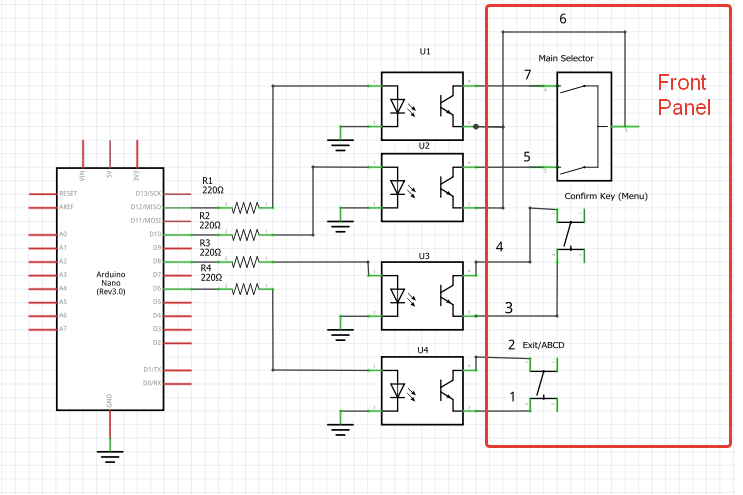 6
U1
Main Selector
7
Front
Panel
U2
5
VIN
5V
3V3
R1
220Ω
RESET
D13/SCK
AREF
D12/MISO
D11/MOSI
R2
220Ω
Confirm Key (Menu)
A0
D10
A1
D9
R3
220Ω
4
A2
D8
U3
A3
D7
R4
220Ω
Arduino
Nano
(Rev3.0)
A4
D6
A5
D5
A6
D4
3
A7
D3
D2
2
Exit/ABCD
U4
D1/TX
D0/RX
1
GND